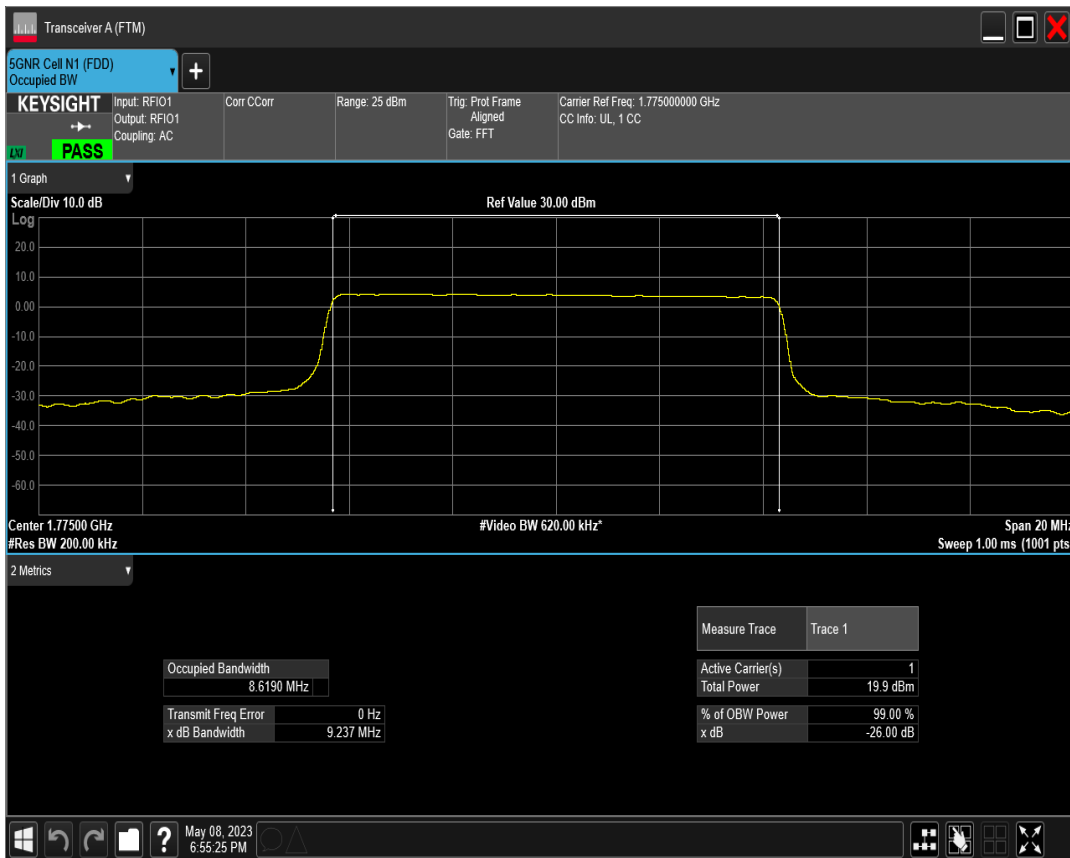 Transceiver A (FTM)
5GNR Cell N1 (FDD)
Occupied BW
+
KEYSIGHT
LXI
PASS
Input: RFIO1
Output: RFIO1
Coupling: AC
Corr CCorr
Range: 25 dBm
Trig: Prot Frame
Aligned
Gate: FFT
Carrier Ref Freq: 1.775000000 GHz
CC Info: UL, 1 CC
1 Graph
Scale/Div 10.0 dB
Ref Value 30.00 dBm
Log
20.0
10.0
0.00
-10.0
-20.0
-30.0
-40.0
-50.0
-60.0
Center 1.77500 GHz
#Video BW 620.00 kHz*
Span 20 MHz
#Res BW 200.00 kHz
Sweep 1.00 ms (1001 pts
2 Metrics
Measure Trace Trace 1
Occupied Bandwidth
8.6190 MHz
Active Carrier(s) 1
Total Power 19.9 dBm
Transmit Freq Error 0 Hz
x dB Bandwidth 9.237 MHz
% of OBW Power 99.00 %
x dB -26.00 dB
?
May 08, 2023
6:55:25 PM